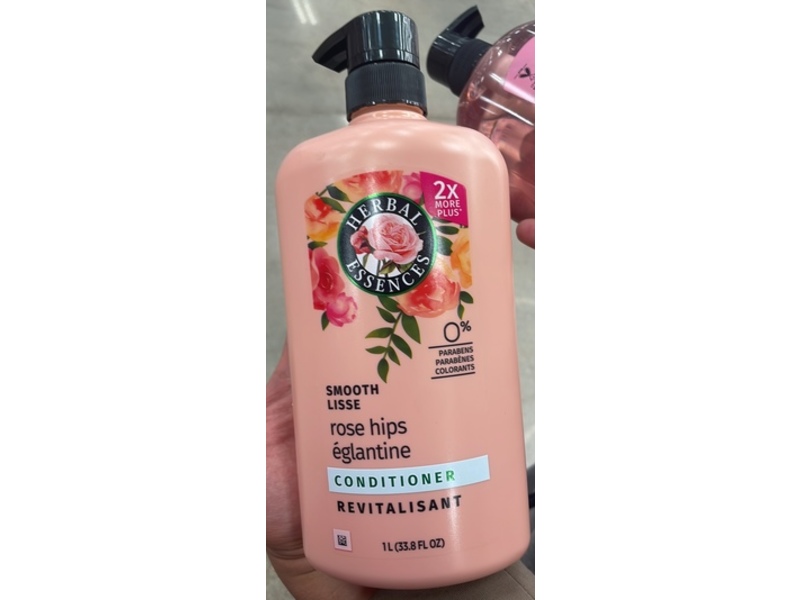 HERBAL
ESSENCES
2X
MORE
PLUS*
0%
PARABENS
PARABÈNES
COLORANTS
SMOOTH
LISSE
rose hips
églantine
CONDITIONER
REVITALISANT
1 L (33.8 FL OZ)